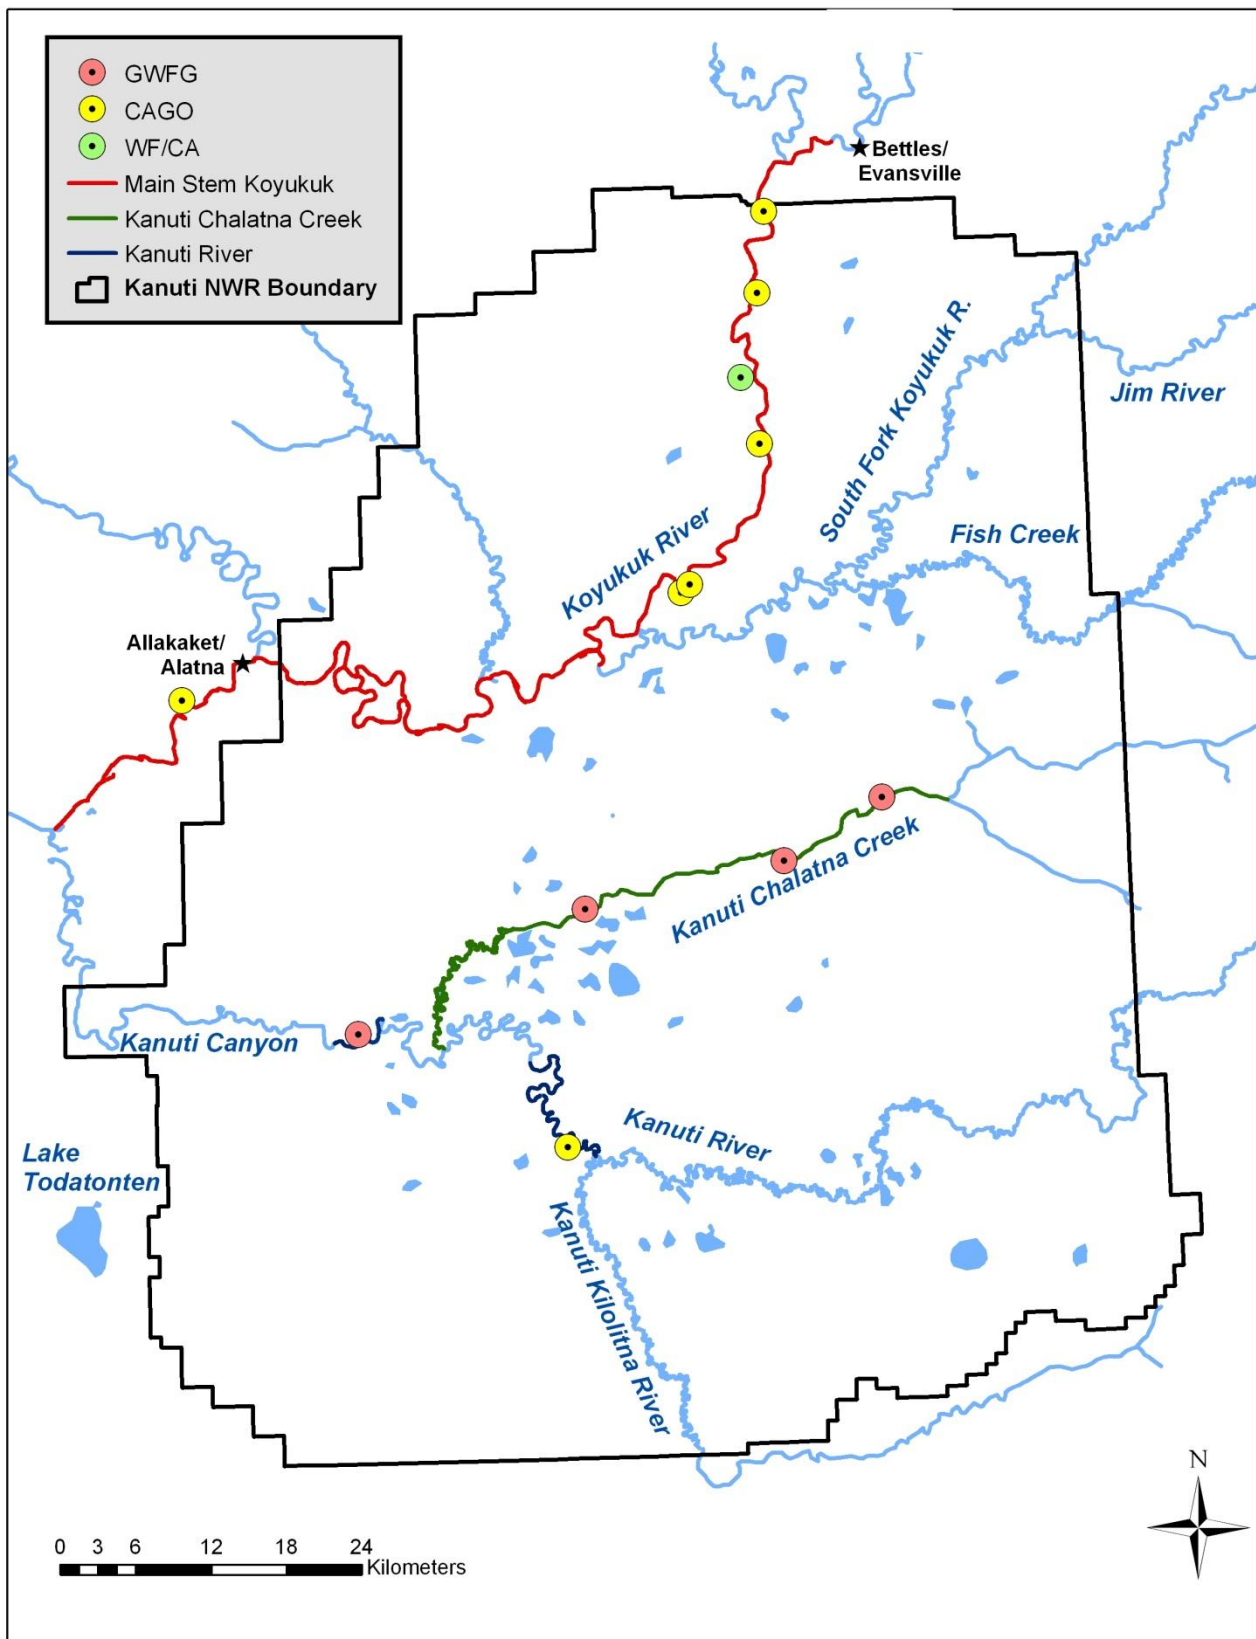 GWFG
CAGO
WF/CA
Main Stem Koyukuk
Kanuti Chalatna Creek
Kanuti River
Kanuti NWR Boundary
Bettles/
Evansville
South Fork Koyukuk R.
Jim River
Koyukuk River
Fish Creek
Allakaket/
Alatna
Kanuti Chalatna Creek
Kanuti Canyon
Kanuti River
Lake
Todatonten
Kanuti Kilolitna River
N
0 3 6 12 18 24
Kilometers